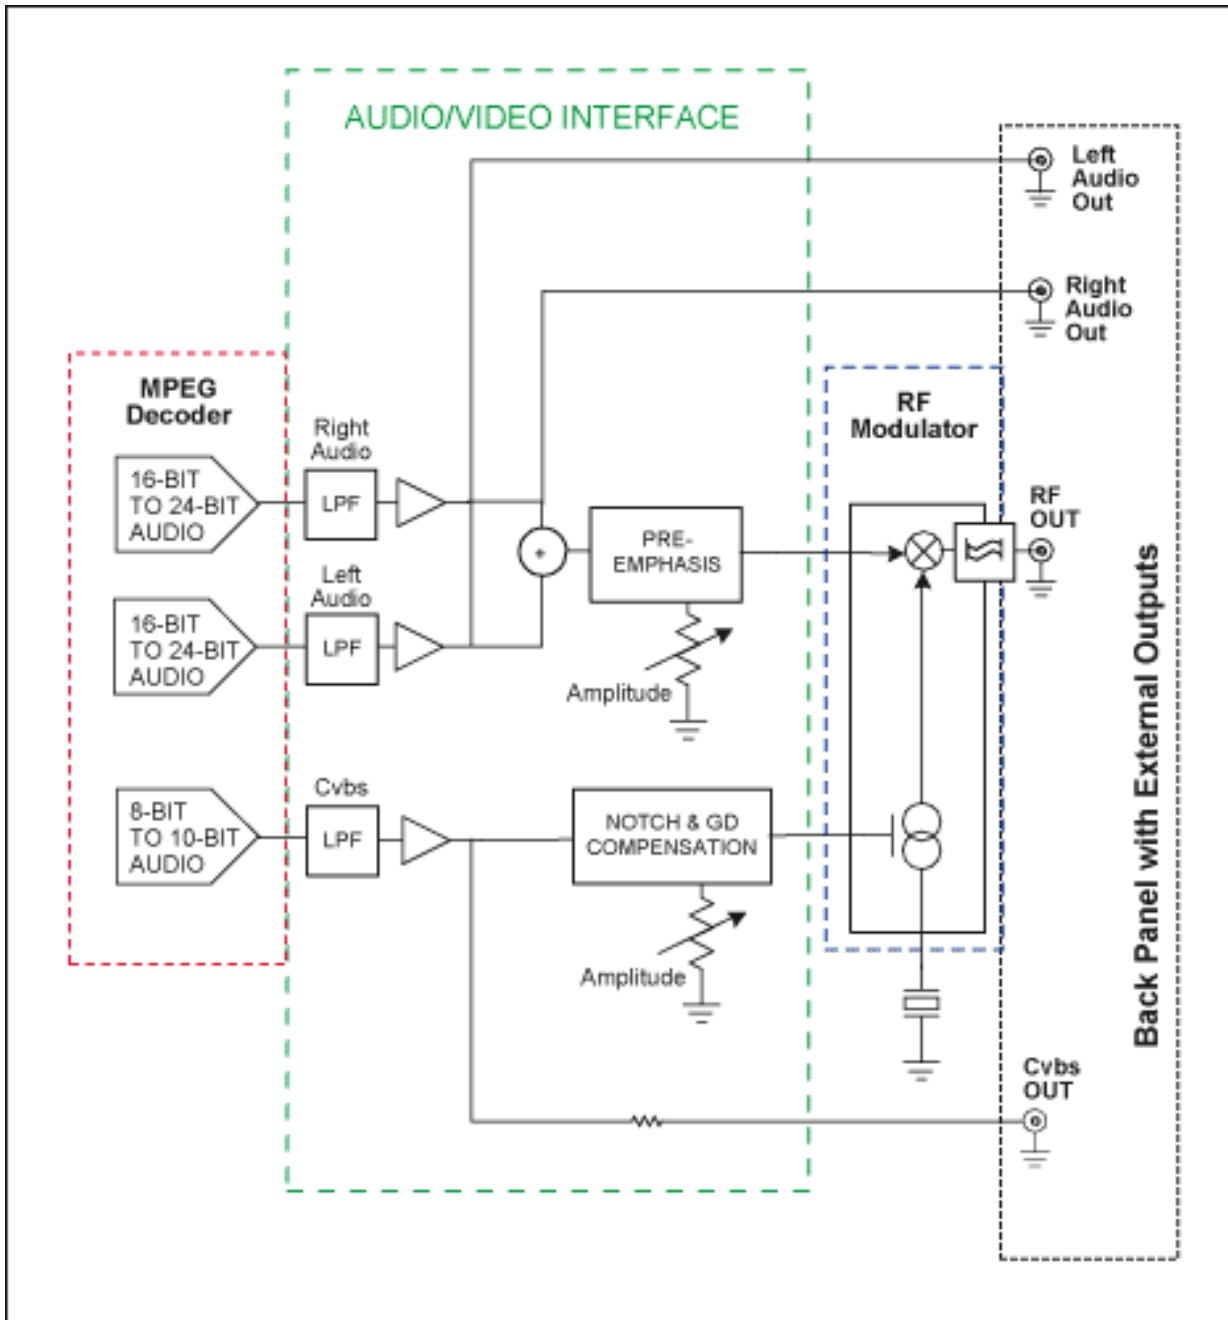 AUDIO/VIDEO INTERFACE
Left
Audio
Out
Right
Audio
Out
MPEG
Decoder
RF
Modulator
Right
Audio
16-BIT
TO 24-BIT
AUDIO
LPF
PRE-
EMPHASIS
+
RF
OUT
Left
Audio
16-BIT
TO 24-BIT
AUDIO
LPF
Amplitude
Cvbs
8-BIT
TO 10-BIT
AUDIO
LPF
NOTCH & GD
COMPENSATION
Amplitude
Back Panel with External Outputs
Cvbs
OUT